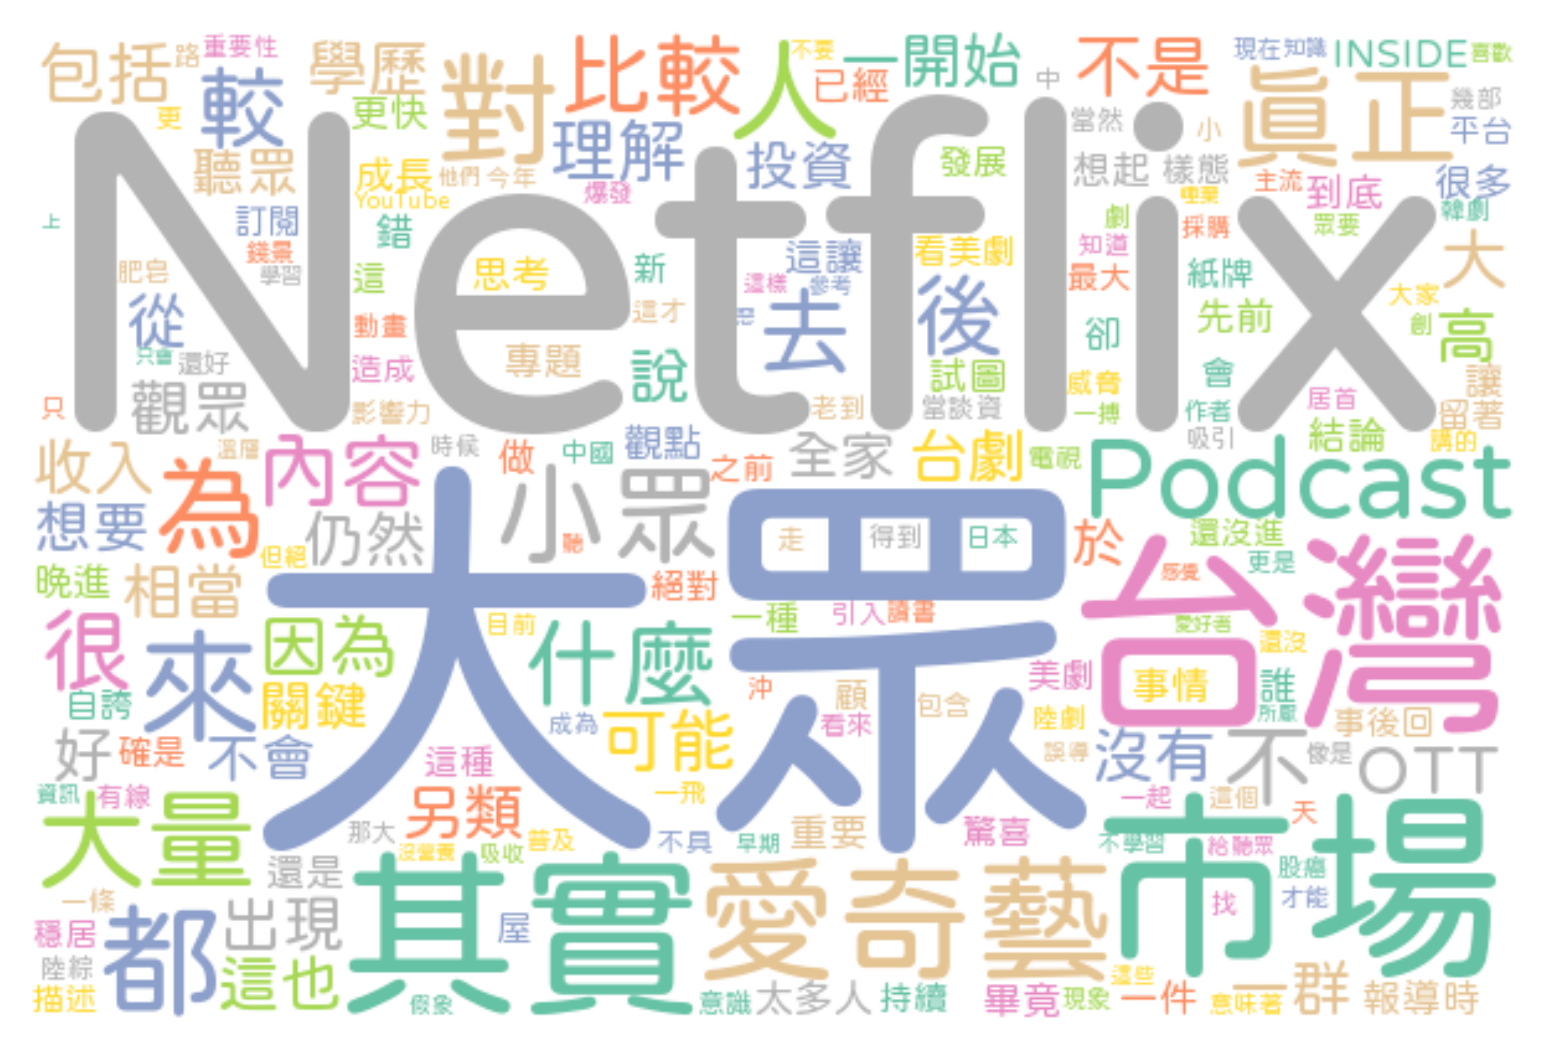 包括
路
重要性
學歷
對
比較
人
不要
一開始
已經
中
不是
現在
知識
INSIDE
喜歡
較
更
更快
理解
投資
發展
當然
小
真正
幾部
平台
聽眾
成長
他們
今年
YouTube
爆發
想起
樣態
主流
到底
很多
韓劇
上
訂閱
錯
Netflix
這讓
看美劇
劇
知道
採購
眾要
大
肥皂
學習
這
思考
新
這樣
參考
最大
紙牌
大家
從
動畫
這才
去
後
卻
先前
創
高
只會
還好
造成
專題
說
試圖
威脅
會
讓
只
觀眾
影響力
老到
當談資
一搏
作者
居首
留著
收入
溫層
內容
時候
做
中國
觀點
之前
全家
台劇
電視
吸引
結論
購的
Podcast
想要
為
仍然
小眾
聽
走
得到
日本
於
還沒進
晚進
相當
但絕
大眾
絕對
一種
引入
讀書
感覺
更是
台灣
很
來
因為
目前
什麼
愛好者
還沒
自誇
關鍵
沖
顧
包含
美劇
事情
誰
好
確是
不會
這種
成為
可能
看來
陸劇
所謂
事後回
誤導
沒有
不
像是
OTT
資訊
有線
大量
另類
一飛
一起
這個
天
那大
沒營養
吸收
普及
不具
早期
重要
驚喜
不學習
給聽眾
市場
還是
其實
愛奇藝
股癌
才能
一條
都
出現
屋
找
穩居
陸綜
描述
這也
假象
意識
太多人
持續
畢竟
現象
這些
一件
意味著
一群
報導時